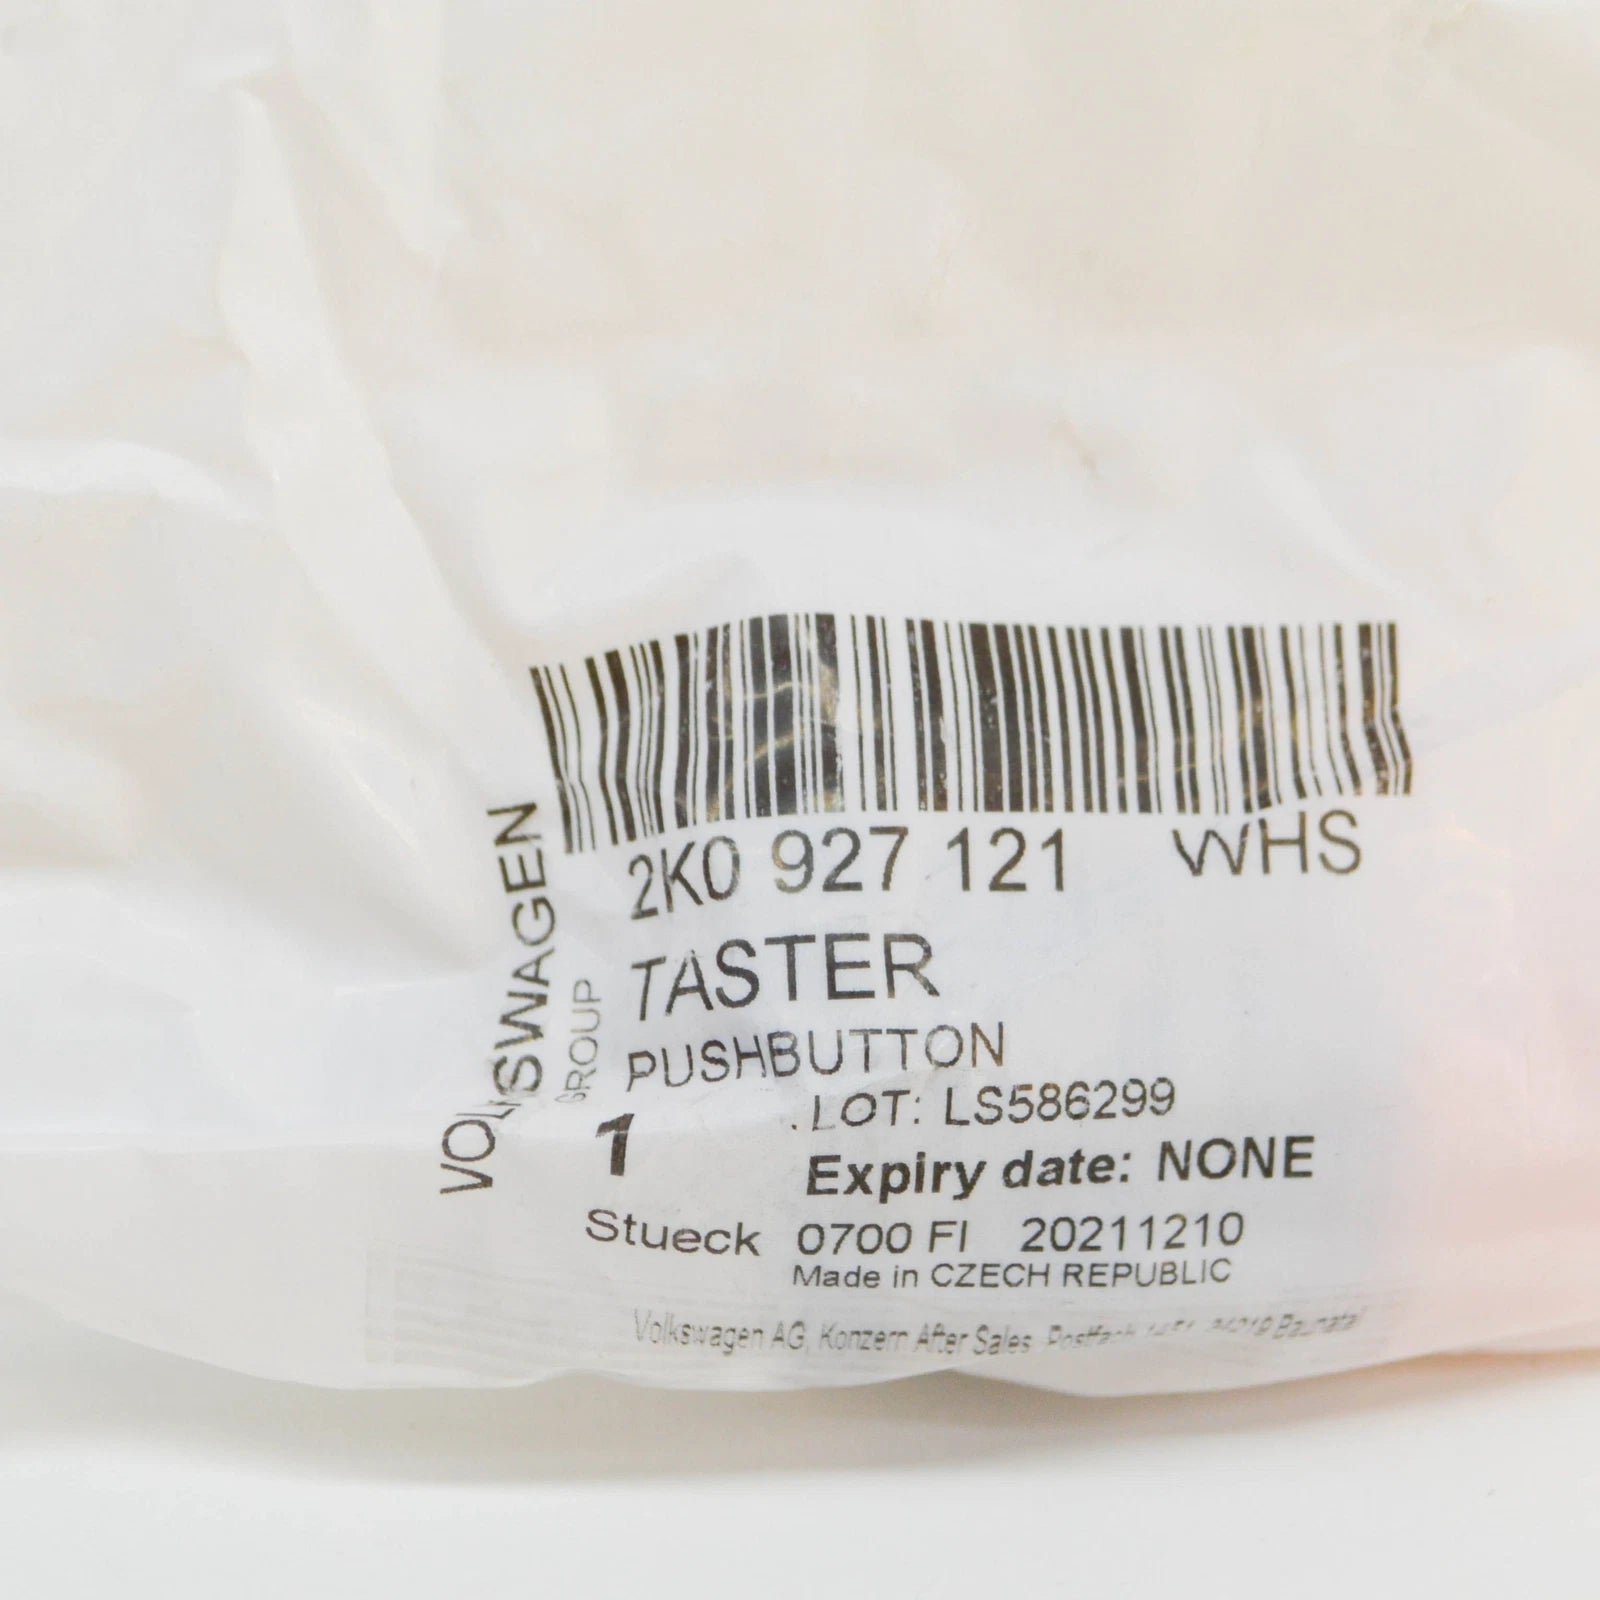 VOLKSWAGEN
GROUP
2K0 927 121 WHS
TASTER
PUSHBUTTON
.LOT: LS586299
1
Expiry date: NONE
Stueck 0700 FI 20211210
Made in CZECH REPUBLIC
Volkswagen AG, Konzern After Sales, Postfach Baunatal